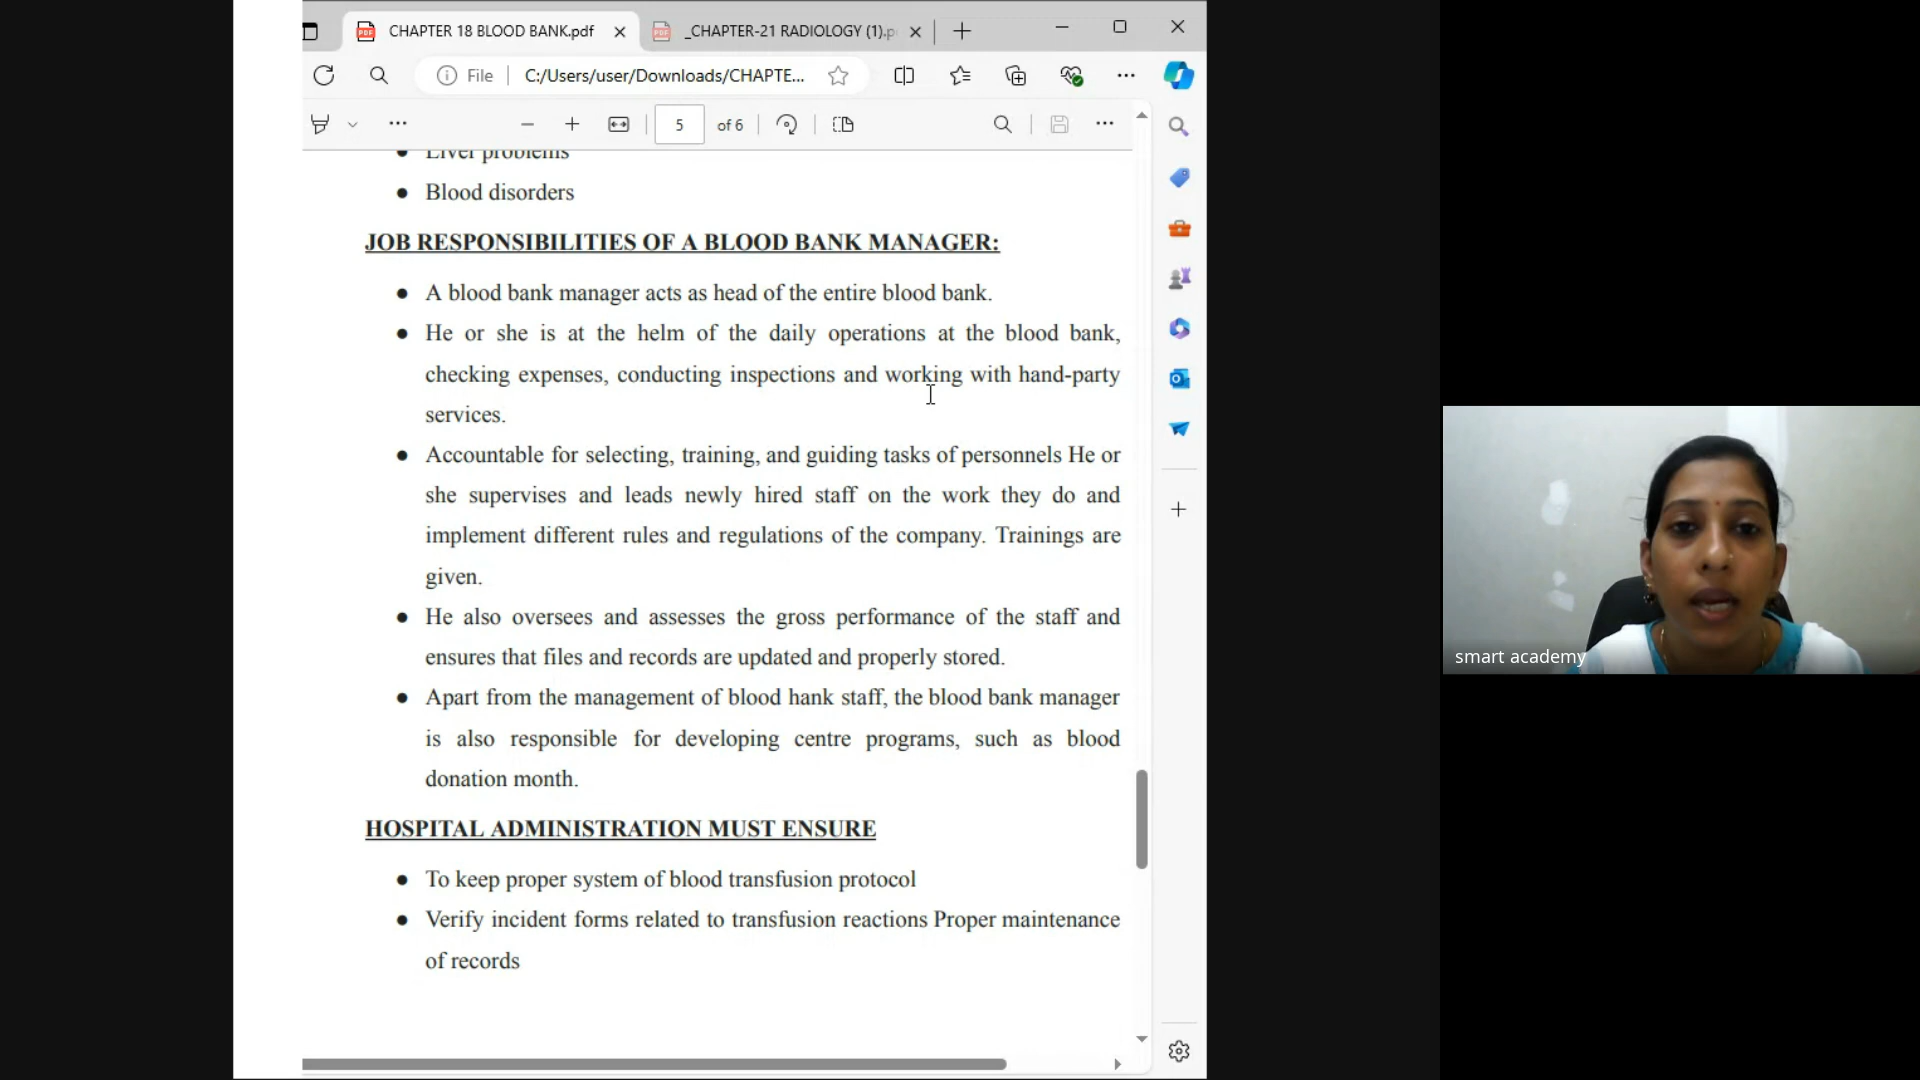 CHAPTER 18 BLOOD BANK.pdf
_CHAPTER-21 RADIOLOGY (1).p
File
C:/Users/user/Downloads/CHAPTE...
5 of 6
● Liver problems
● Blood disorders
JOB RESPONSIBILITIES OF A BLOOD BANK MANAGER:
● A blood bank manager acts as head of the entire blood bank.
● He or she is at the helm of the daily operations at the blood bank,
checking expenses, conducting inspections and working with hand-party
services.
● Accountable for selecting, training, and guiding tasks of personnels He or
she supervises and leads newly hired staff on the work they do and
implement different rules and regulations of the company. Trainings are
given.
● He also oversees and assesses the gross performance of the staff and
ensures that files and records are updated and properly stored.
● Apart from the management of blood hank staff, the blood bank manager
is also responsible for developing centre programs, such as blood
donation month.
HOSPITAL ADMINISTRATION MUST ENSURE
● To keep proper system of blood transfusion protocol
● Verify incident forms related to transfusion reactions Proper maintenance
of records
smart academy